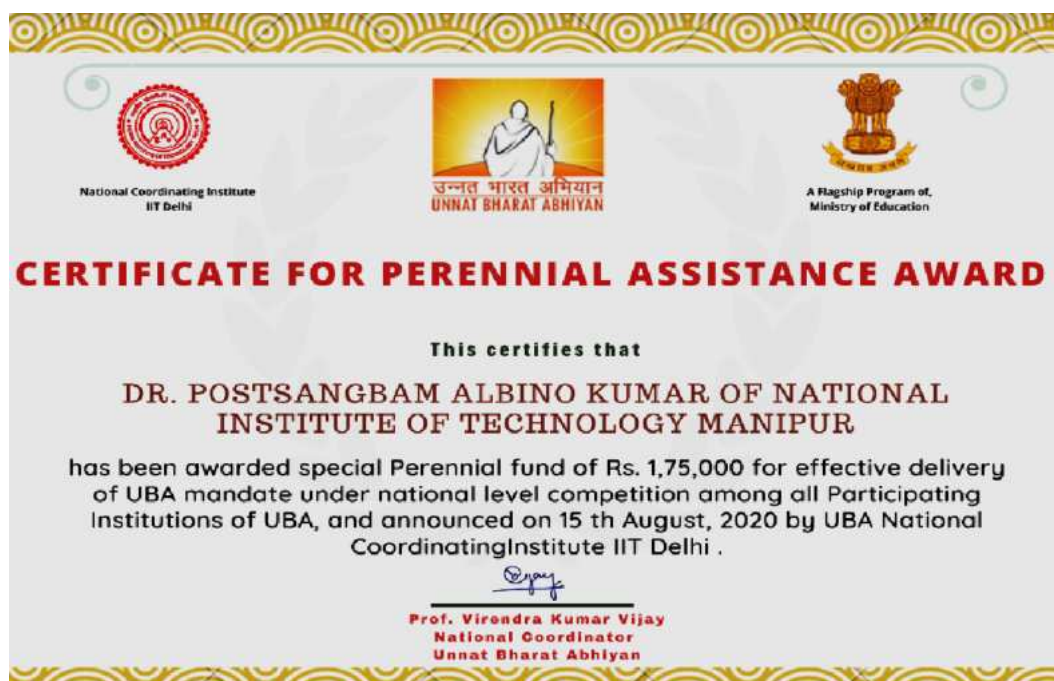 National Coordinating Institute
IIT Delhi
उन्नत भारत अभियान
UNNAT BHARAT ABHIYAN
A Flagship Program of,
Ministry of Education
CERTIFICATE FOR PERENNIAL ASSISTANCE AWARD
This certifies that
DR. POSTSANGBAM ALBINO KUMAR OF NATIONAL
INSTITUTE OF TECHNOLOGY MANIPUR
has been awarded special Perennial fund of Rs. 1,75,000 for effective delivery
of UBA mandate under national level competition among all Participating
Institutions of UBA, and announced on 15 th August, 2020 by UBA National
CoordinatingInstitute IIT Delhi .
Prof. Virendra Kumar Vijay
National Coordinator
Unnat Bharat Abhiyan